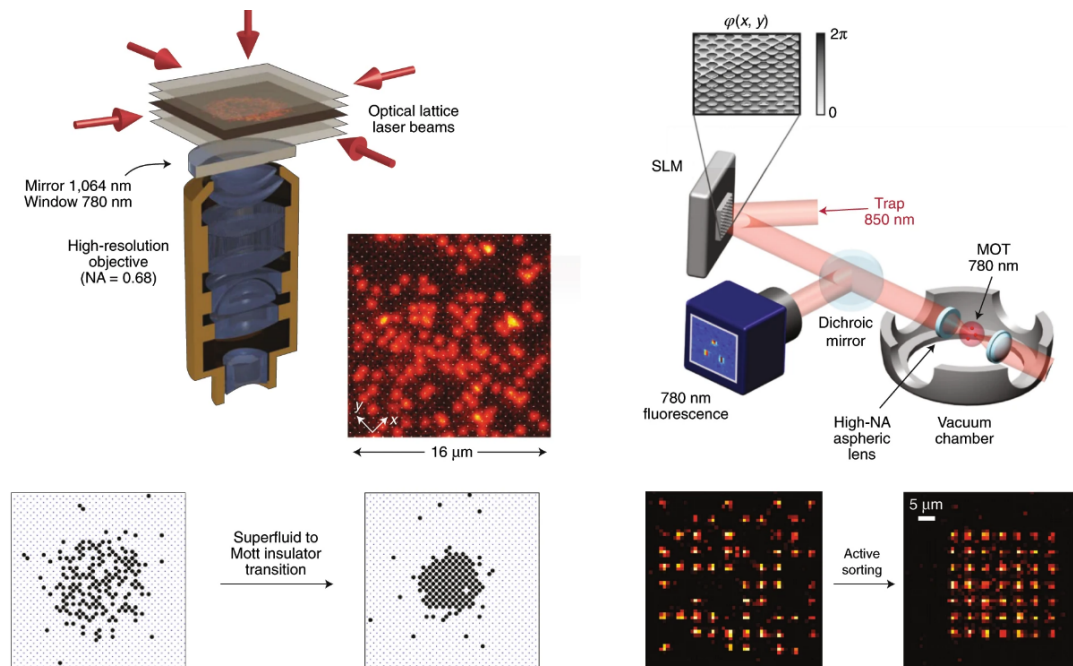 Optical lattice
laser beams
Mirror 1,064 nm
Window 780 nm
High-resolution
objective
(NA = 0.68)
y
x
16 μm
Superfluid to
Mott insulator
transition
φ(x, y)
2π
0
SLM
Trap
850 nm
MOT
780 nm
Dichroic
mirror
780 nm
fluorescence
High-NA
aspheric
lens
Vacuum
chamber
Active
sorting
5 μm